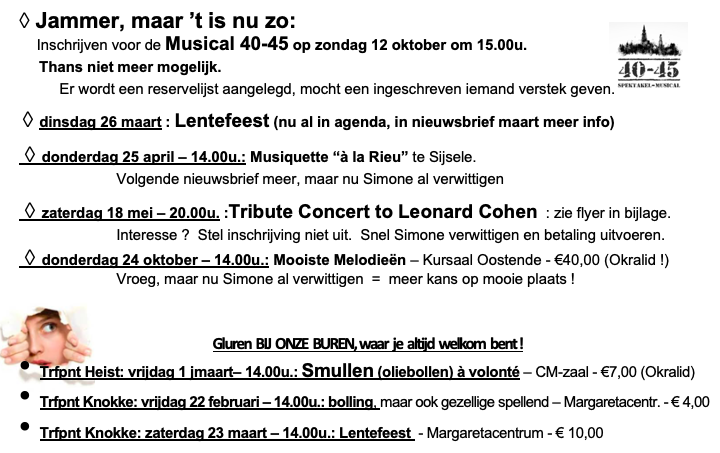 ◊ Jammer, maar ’t is nu zo:
Inschrijven voor de Musical 40-45 op zondag 12 oktober om 15.00u.
Thans niet meer mogelijk.
Er wordt een reservelijst aangelegd, mocht een ingeschreven iemand verstek geven.
40-45
SPEKTAKEL-MUSICAL
◊ dinsdag 26 maart : Lentefeest (nu al in agenda, in nieuwsbrief maart meer info)
◊ donderdag 25 april – 14.00u.: Musiquette “à la Rieu” te Sijsele.
Volgende nieuwsbrief meer, maar nu Simone al verwittigen
◊ zaterdag 18 mei – 20.00u. :Tribute Concert to Leonard Cohen : zie flyer in bijlage.
Interesse ? Stel inschrijving niet uit. Snel Simone verwittigen en betaling uitvoeren.
◊ donderdag 24 oktober – 14.00u.: Mooiste Melodieën – Kursaal Oostende - €40,00 (Okralid !)
Vroeg, maar nu Simone al verwittigen = meer kans op mooie plaats !
Gluren BIJ ONZE BUREN, waar je altijd welkom bent !
• Trfpnt Heist: vrijdag 1 jmaart– 14.00u.: Smullen (oliebollen) à volonté – CM-zaal - €7,00 (Okralid)
• Trfpnt Knokke: vrijdag 22 februari – 14.00u.: bolling, maar ook gezellige spellend – Margaretacentr. - € 4,00
• Trfpnt Knokke: zaterdag 23 maart – 14.00u.: Lentefeest - Margaretacentrum - € 10,00